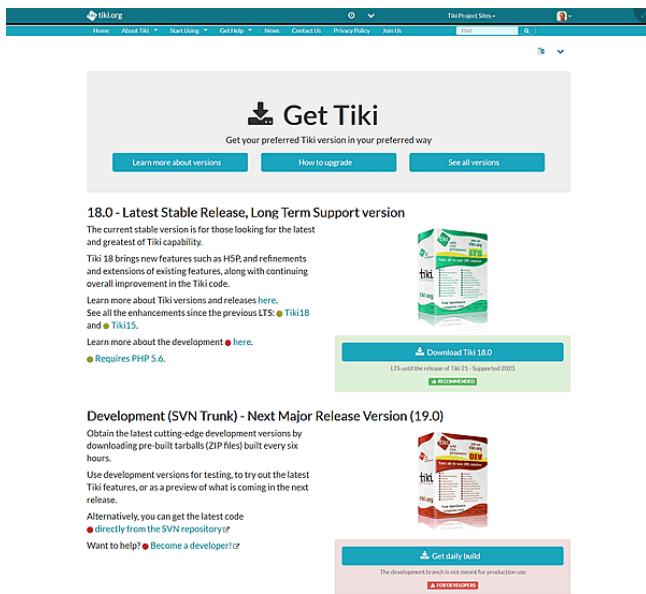 tiki.org
Tiki Project Sites
Home About Tiki Start Using Get Help News Contact Us Privacy Policy Join Us Find
Get Tiki
Get your preferred Tiki version in your preferred way
Learn more about versions How to upgrade See all versions
18.0 - Latest Stable Release, Long Term Support version
The current stable version is for those looking for the latest
and greatest of Tiki capability.
Tiki 18 brings new features such as H5P, and refinements
and extensions of existing features, along with continuing
overall improvement in the Tiki code.
Learn more about Tiki versions and releases here.
See all the enhancements since the previous LTS: Tiki18
and Tiki15.
Learn more about the development here.
Requires PHP 5.6.
LTS
tiki
tiki.org
Download Tiki 18.0
LTS until the release of Tiki 21 - Supported 2023
RECOMMENDED
Development (SVN Trunk) - Next Major Release Version (19.0)
Obtain the latest cutting-edge development versions by
downloading pre-built tarballs (ZIP files) built every six
hours.
Use development versions for testing, to try out the latest
Tiki features, or as a preview of what is coming in the next
release.
Alternatively, you can get the latest code
directly from the SVN repository
Want to help? Become a developer!
DEV
tiki
tiki.org
Get daily build
The development branch is not meant for production use
FOR DEVELOPERS